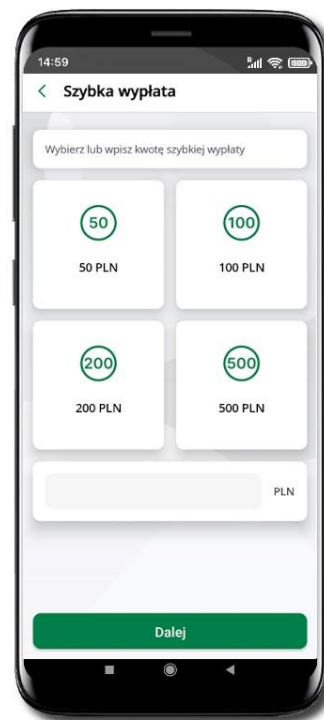 14:59
Szybka wypłata
Wybierz lub wpisz kwotę szybkiej wypłaty
50 100
50 PLN 100 PLN
200 500
200 PLN 500 PLN
PLN
Dalej